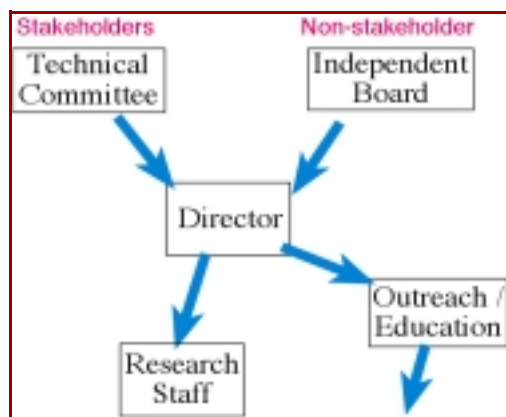 Stakeholders
Non-stakeholder
Technical
Committee
Independent
Board
Director
Outreach /
Education
Research
Staff